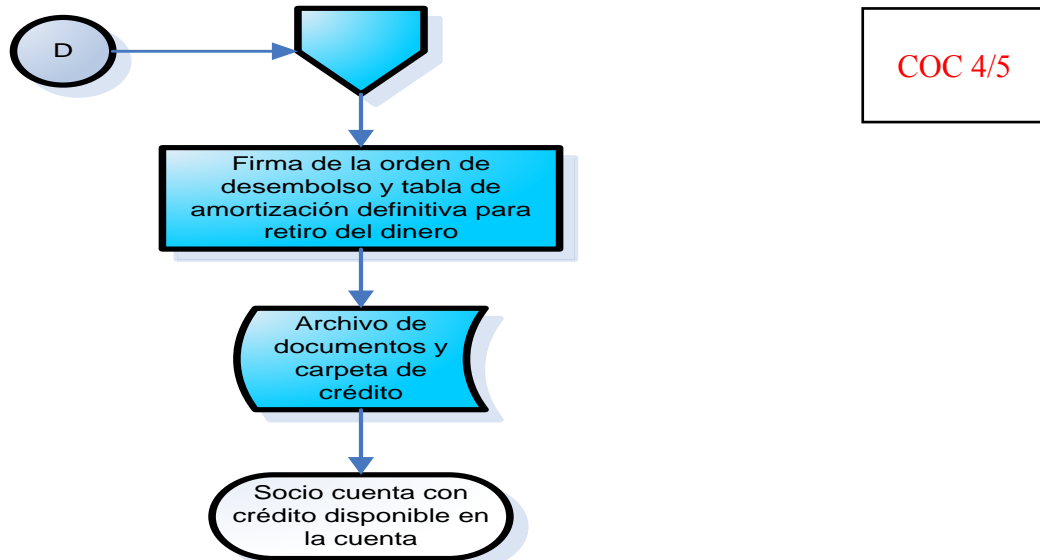 D
COC 4/5
Firma de la orden de
desembolso y tabla de
amortización definitiva para
retiro del dinero
Archivo de
documentos y
carpeta de
crédito
Socio cuenta con
crédito disponible en
la cuenta